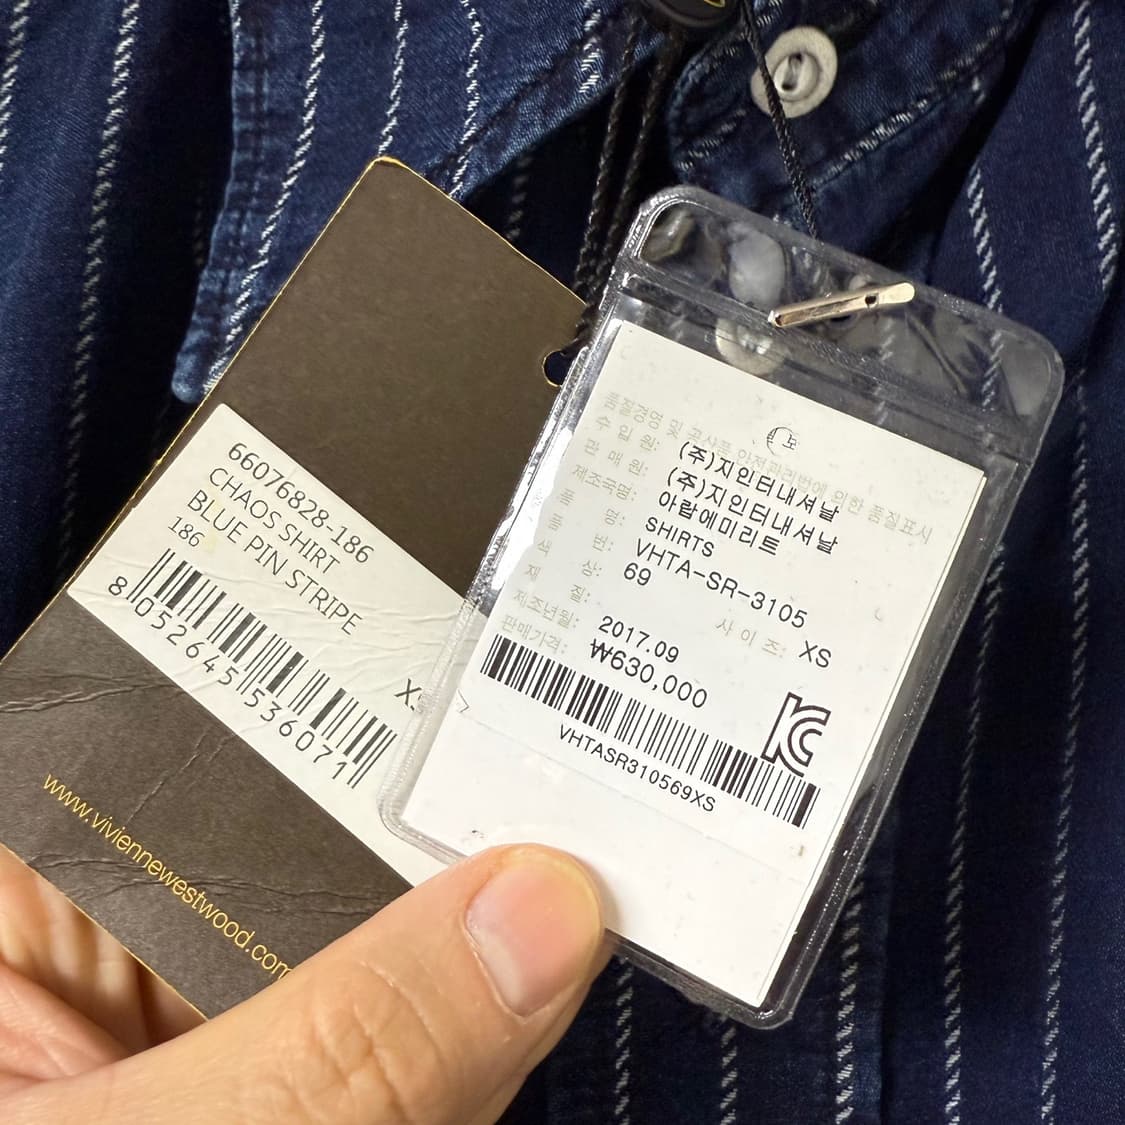 66076828-186
CHAOS SHIRT
BLUE PIN STRIPE
186
8 052645 536071
www.viviennewestwood.com
품질경영 및 공산품 안전관리법에 의한 품질표시
수 입 원: (주)지인터내셔날
판 매 원: (주)지인터내셔날
제조국명: 아랍에미리트
품 명: SHIRTS
품 번: VHTA-SR-3105
색 상: 69 사 이 즈: XS
재 질:
제조년월: 2017.09
판매가격: ₩630,000
VHTASR310569XS